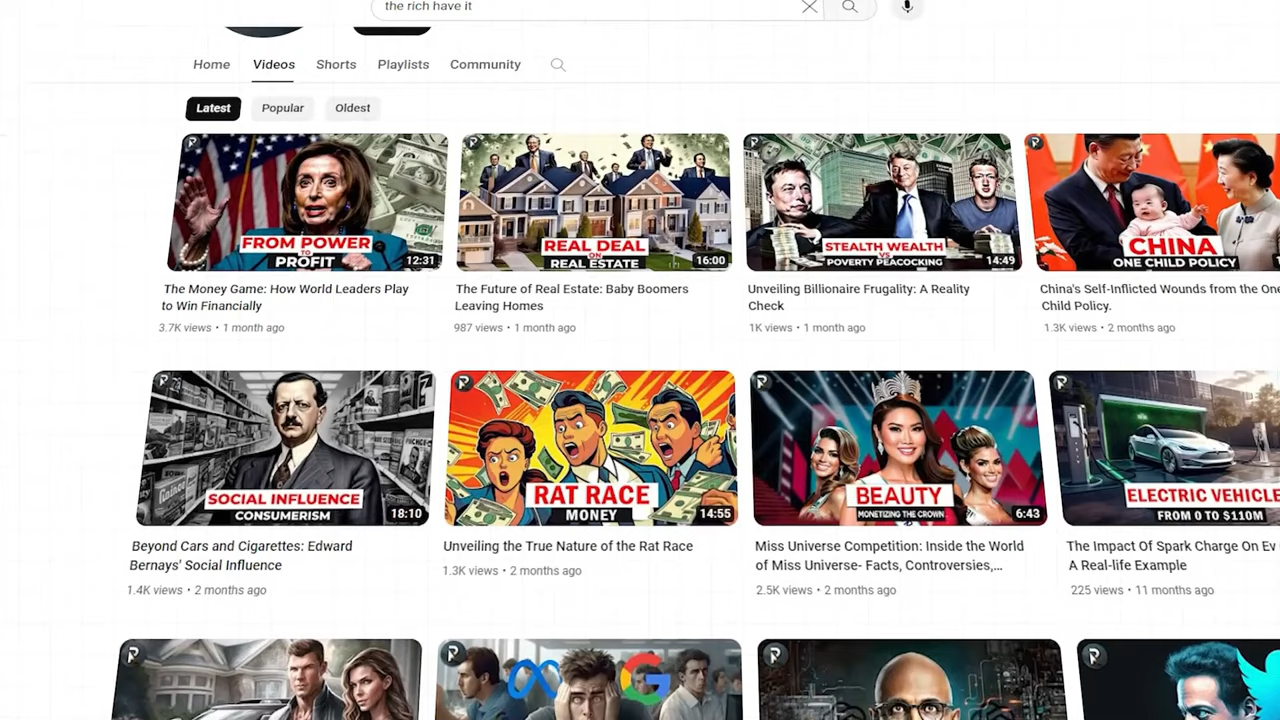 the rich have it
Home Videos Shorts Playlists Community
Latest Popular Oldest
FROM POWER
TO
PROFIT
12:31
REAL DEAL
ON
REAL ESTATE
16:00
STEALTH WEALTH
VS
POVERTY PEACOCKING
14:49
CHINA
ONE CHILD POLICY
The Money Game: How World Leaders Play
to Win Financially
3.7K views • 1 month ago
The Future of Real Estate: Baby Boomers
Leaving Homes
987 views • 1 month ago
Unveiling Billionaire Frugality: A Reality
Check
1K views • 1 month ago
China's Self-Inflicted Wounds from the One
Child Policy.
1.3K views • 2 months ago
SOCIAL INFLUENCE
CONSUMERISM
18:10
RAT RACE
MONEY
14:55
BEAUTY
MONETIZING THE CROWN
6:43
ELECTRIC VEHICLE
FROM 0 TO $110M
Beyond Cars and Cigarettes: Edward
Bernays' Social Influence
1.4K views • 2 months ago
Unveiling the True Nature of the Rat Race
1.3K views • 2 months ago
Miss Universe Competition: Inside the World
of Miss Universe- Facts, Controversies,...
2.5K views • 2 months ago
The Impact Of Spark Charge On Ev
A Real-life Example
225 views • 11 months ago